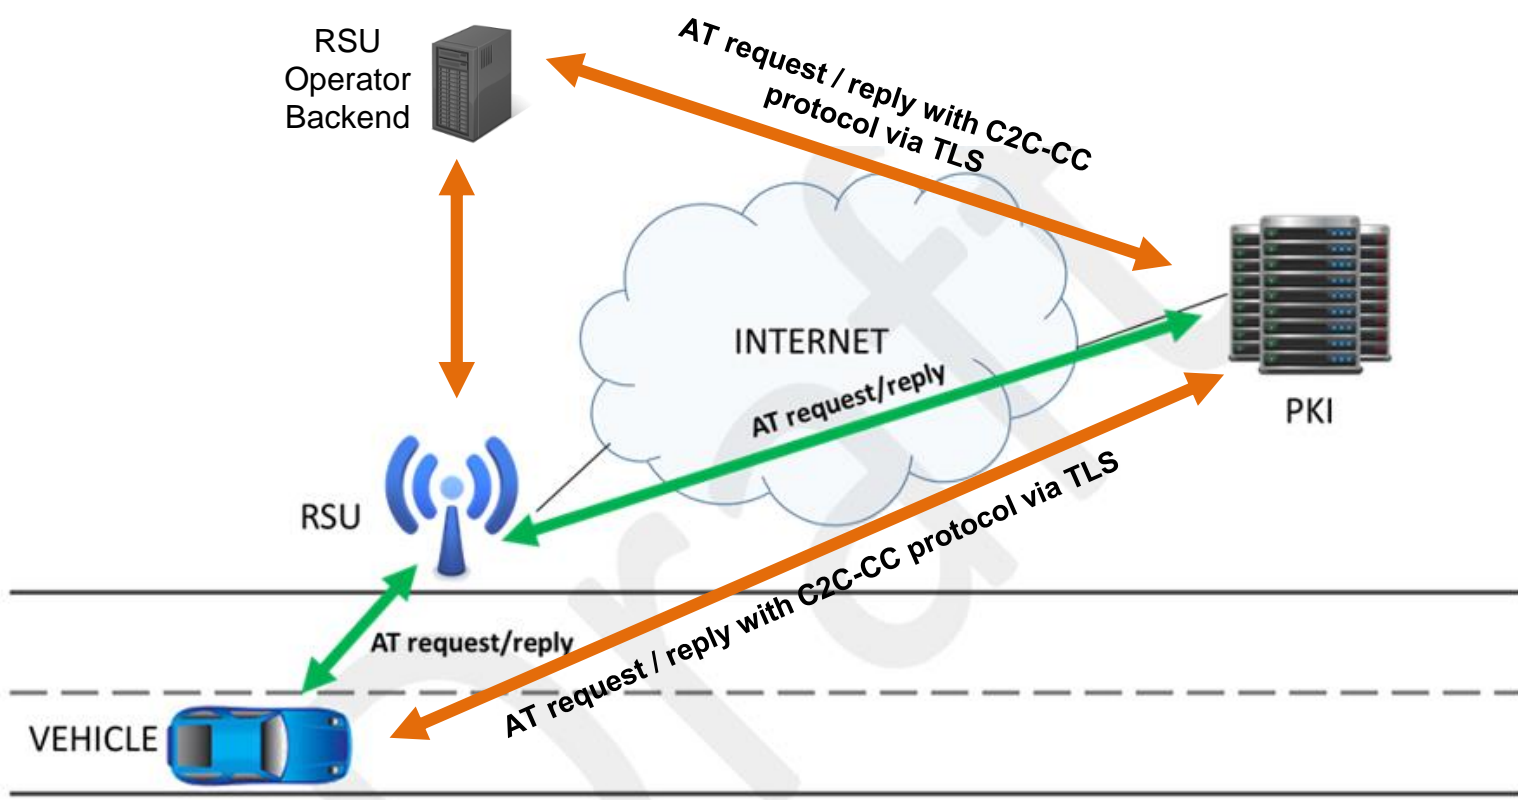 RSU
Operator
Backend
AT request / reply with C2C-CC
protocol via TLS
INTERNET
AT request/reply
PKI
RSU
AT request / reply with C2C-CC protocol via TLS
AT request/reply
VEHICLE
Draft